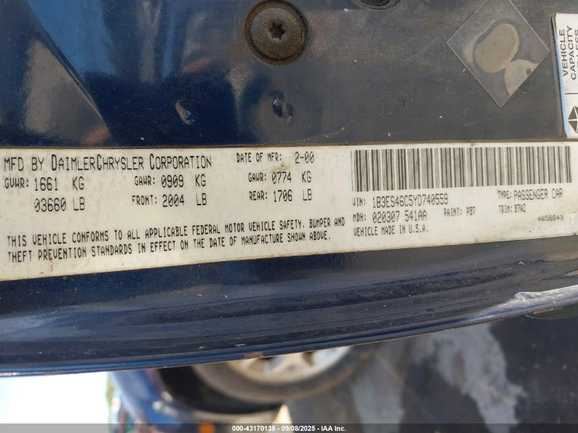 VEHICLE
CAPACITY
MFD BY DAIMLERCHRYSLER CORPORATION
DATE OF MFR: 2-00
GVWR: 1661 KG
GAWR: 0909 KG
GAWR: 0774 KG
03660 LB
FRONT: 2004 LB
REAR: 1706 LB
THIS VEHICLE CONFORMS TO ALL APPLICABLE FEDERAL MOTOR VEHICLE SAFETY, BUMPER AND
THEFT PREVENTION STANDARDS IN EFFECT ON THE DATE OF MANUFACTURE SHOWN ABOVE.
VIN: 1B3ES46C5YD740559
TYPE: PASSENGER CAR
MDH: 020307 541AA
PAINT: PB7
TRIM:
VEHICLE MADE IN U.S.A.
000-43170138 - 09/08/2025 - IAA Inc.